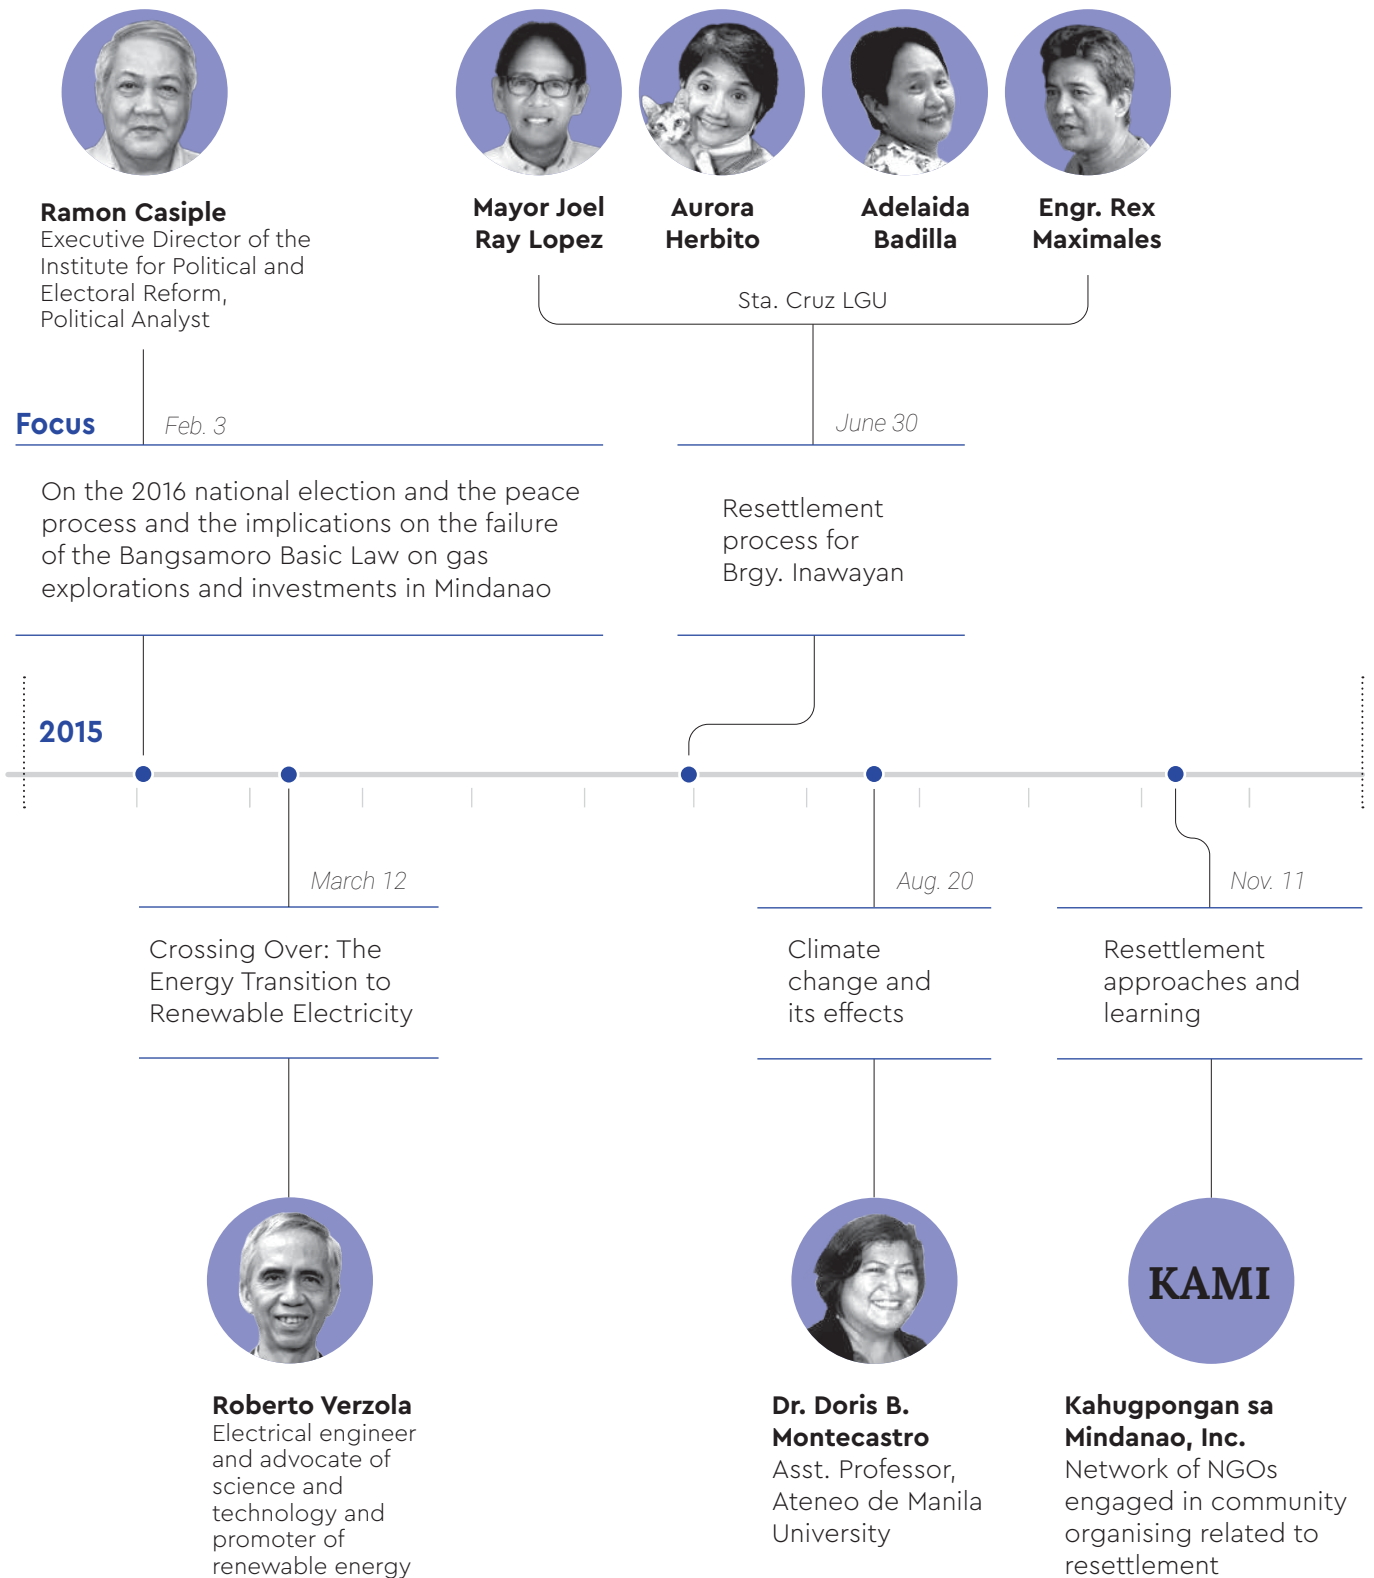 Ramon Casiple
Executive Director of the
Institute for Political and
Electoral Reform,
Political Analyst
Mayor Joel
Ray Lopez
Aurora
Herbito
Adelaida
Badilla
Engr. Rex
Maximales
Sta. Cruz LGU
Focus
Feb. 3
June 30
On the 2016 national election and the peace
process and the implications on the failure
of the Bangsamoro Basic Law on gas
explorations and investments in Mindanao
Resettlement
process for
Brgy. Inawayan
2015
March 12
Aug. 20
Nov. 11
Crossing Over: The
Energy Transition to
Renewable Electricity
Climate
change and
its effects
Resettlement
approaches and
learning
KAMI
Roberto Verzola
Electrical engineer
and advocate of
science and
technology and
promoter of
renewable energy
Dr. Doris B.
Montecastro
Asst. Professor,
Ateneo de Manila
University
Kahugpongan sa
Mindanao, Inc.
Network of NGOs
engaged in community
organising related to
resettlement